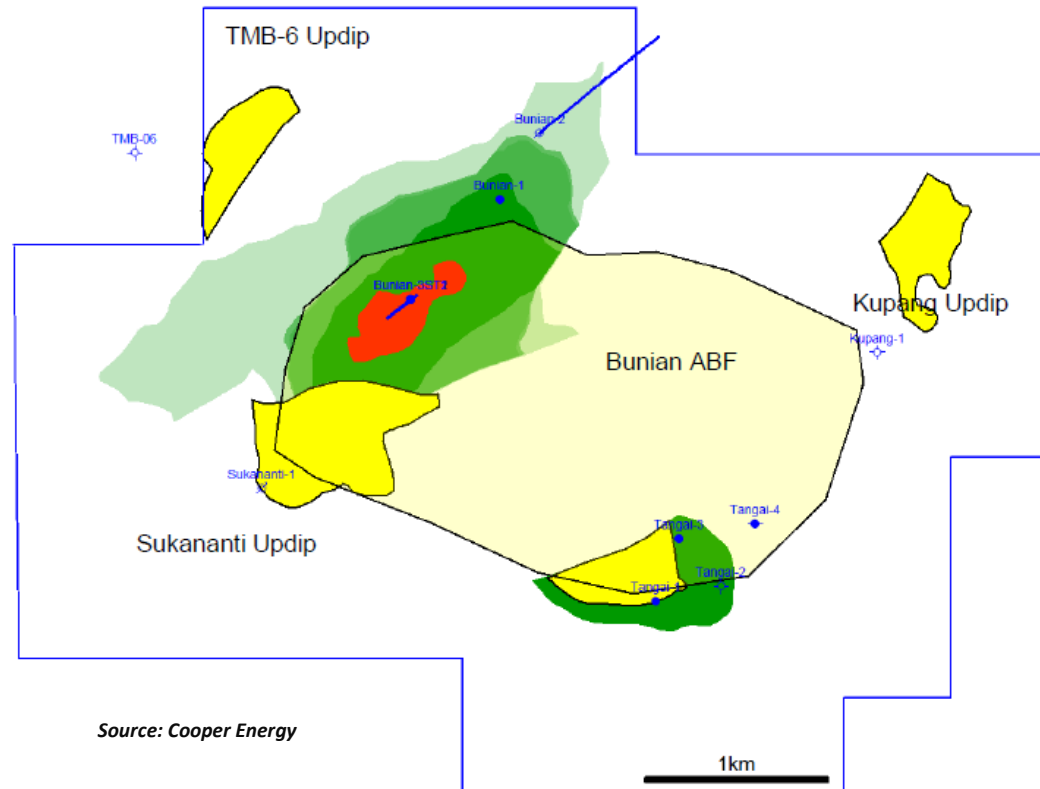 TMB-6 Updip
Bunian-2
TMB-06
Bunian-1
Bunian-3ST1
Kupang Updip
Kupang-1
Bunian ABF
Sukananti-1
Tangai-4
Tangai-3
Sukananti Updip
Tangai-2
Tangai-1
Source: Cooper Energy
1km